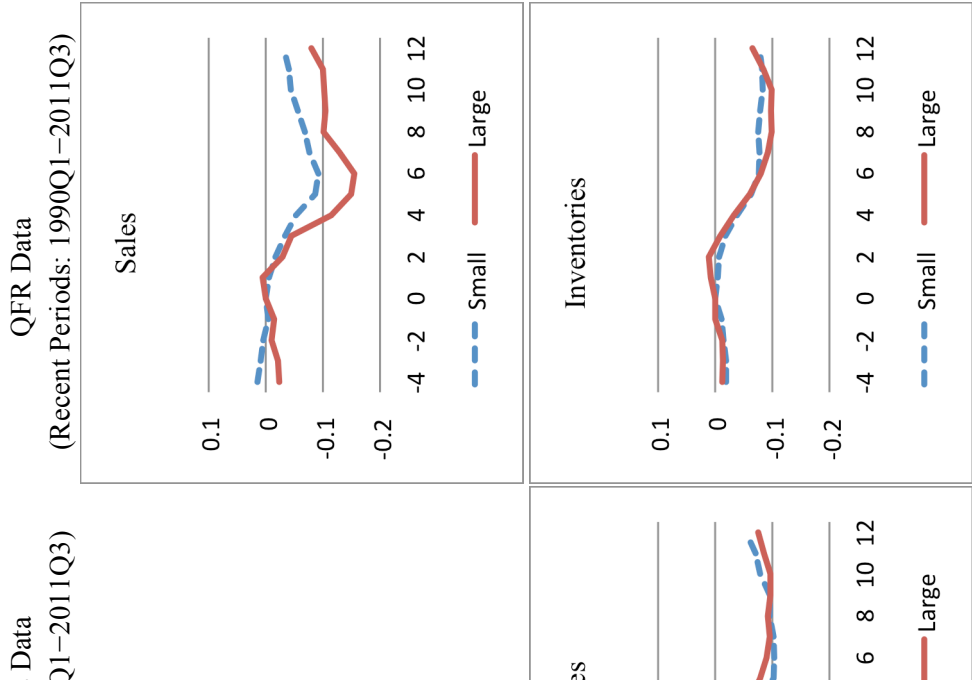 QFR Data
(Recent Periods: 1990Q1–2011Q3)
Sales
0.1
0
-0.1
-0.2
-4 -2 0 2 4 6 8 10 12
Small Large
Inventories
0.1
0
-0.1
-0.2
-4 -2 0 2 4 6 8 10 12
Small Large
Data
Q1–2011Q3)
es
6 8 10 12
Large